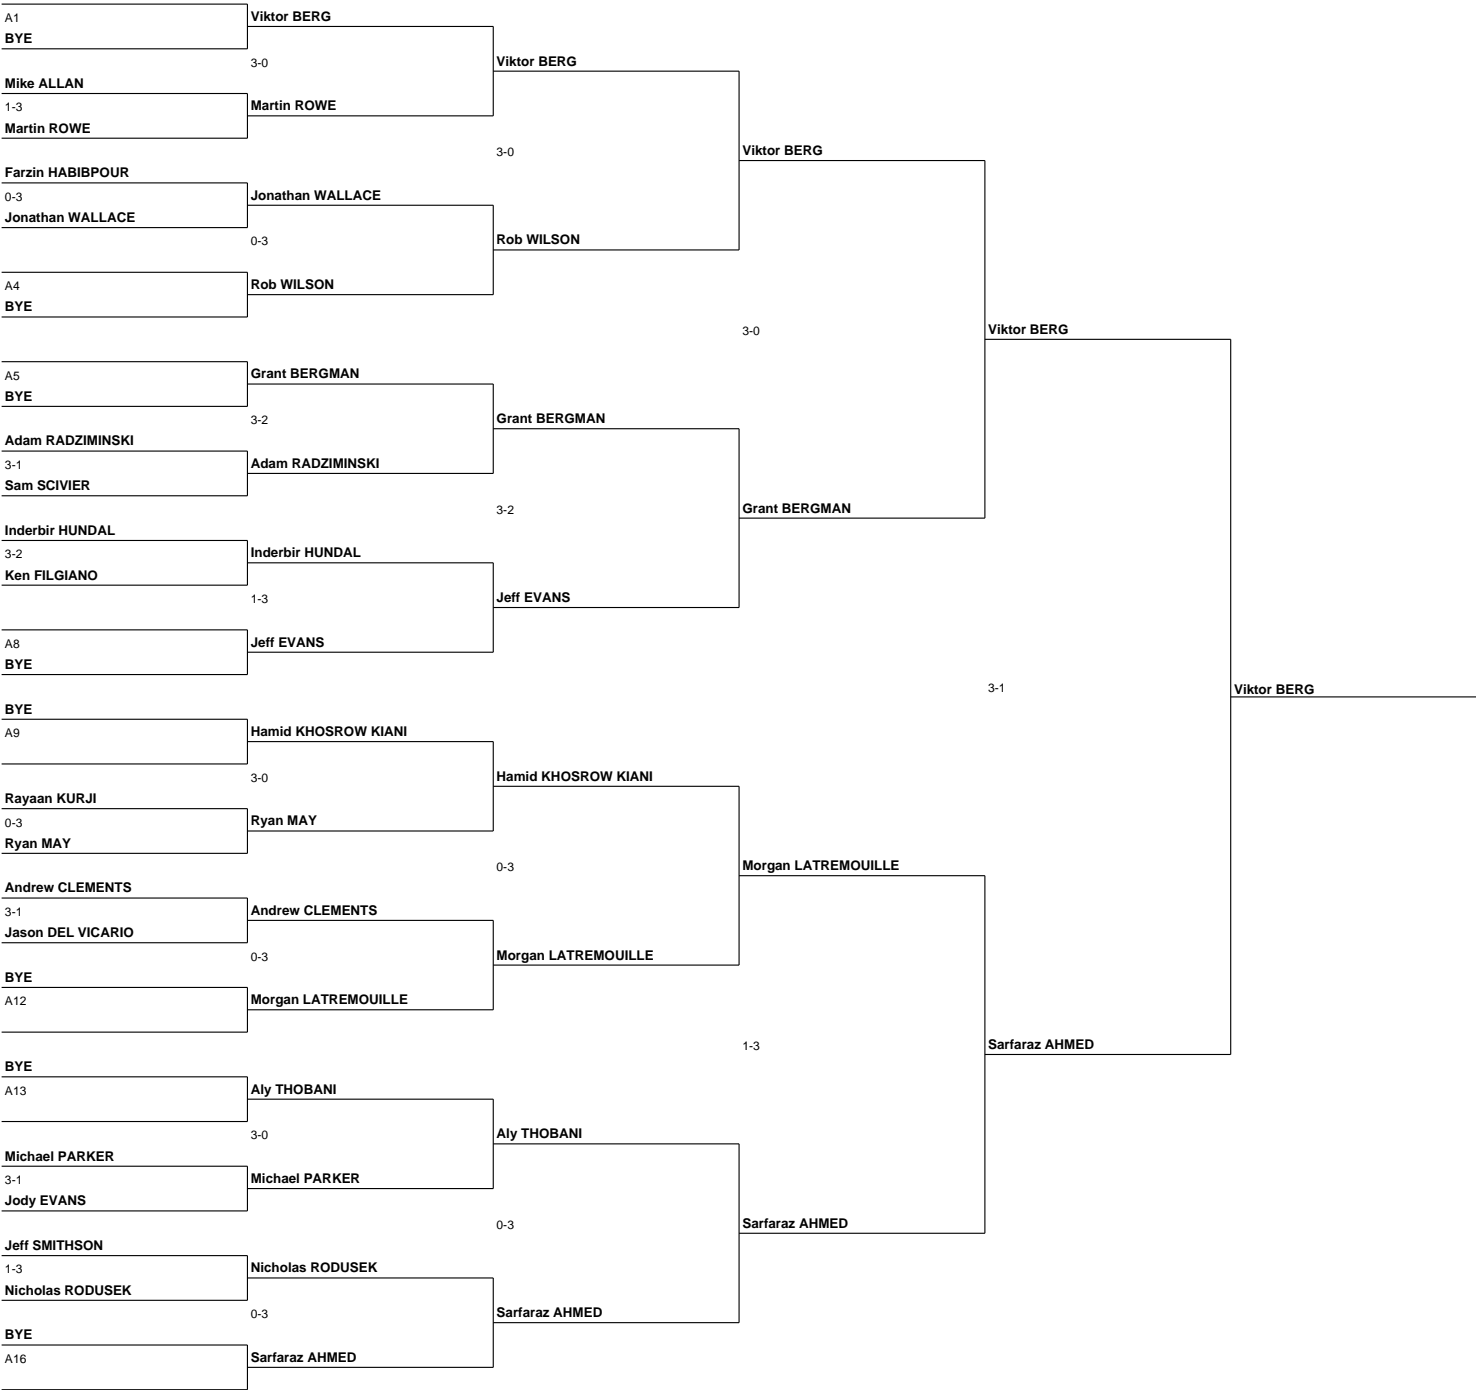 A1
BYE
Mike ALLAN
1-3
Martin ROWE
Farzin HABIBPOUR
0-3
Jonathan WALLACE
A4
BYE
A5
BYE
Adam RADZIMINSKI
3-1
Sam SCIVIER
Inderbir HUNDAL
3-2
Ken FILGIANO
A8
BYE
BYE
A9
Rayaan KURJI
0-3
Ryan MAY
Andrew CLEMENTS
3-1
Jason DEL VICARIO
BYE
A12
BYE
A13
Michael PARKER
3-1
Jody EVANS
Jeff SMITHSON
1-3
Nicholas RODUSEK
BYE
A16
Viktor BERG
3-0
Martin ROWE
Jonathan WALLACE
0-3
Rob WILSON
Grant BERGMAN
3-2
Adam RADZIMINSKI
Inderbir HUNDAL
1-3
Jeff EVANS
Hamid KHOSROW KIANI
3-0
Ryan MAY
Andrew CLEMENTS
0-3
Morgan LATREMOUILLE
Aly THOBANI
3-0
Michael PARKER
Nicholas RODUSEK
0-3
Sarfaraz AHMED
Viktor BERG
3-0
Rob WILSON
Grant BERGMAN
3-2
Jeff EVANS
Hamid KHOSROW KIANI
0-3
Morgan LATREMOUILLE
Aly THOBANI
0-3
Sarfaraz AHMED
Viktor BERG
3-0
Grant BERGMAN
Morgan LATREMOUILLE
1-3
Sarfaraz AHMED
Viktor BERG
3-1
Sarfaraz AHMED
Viktor BERG